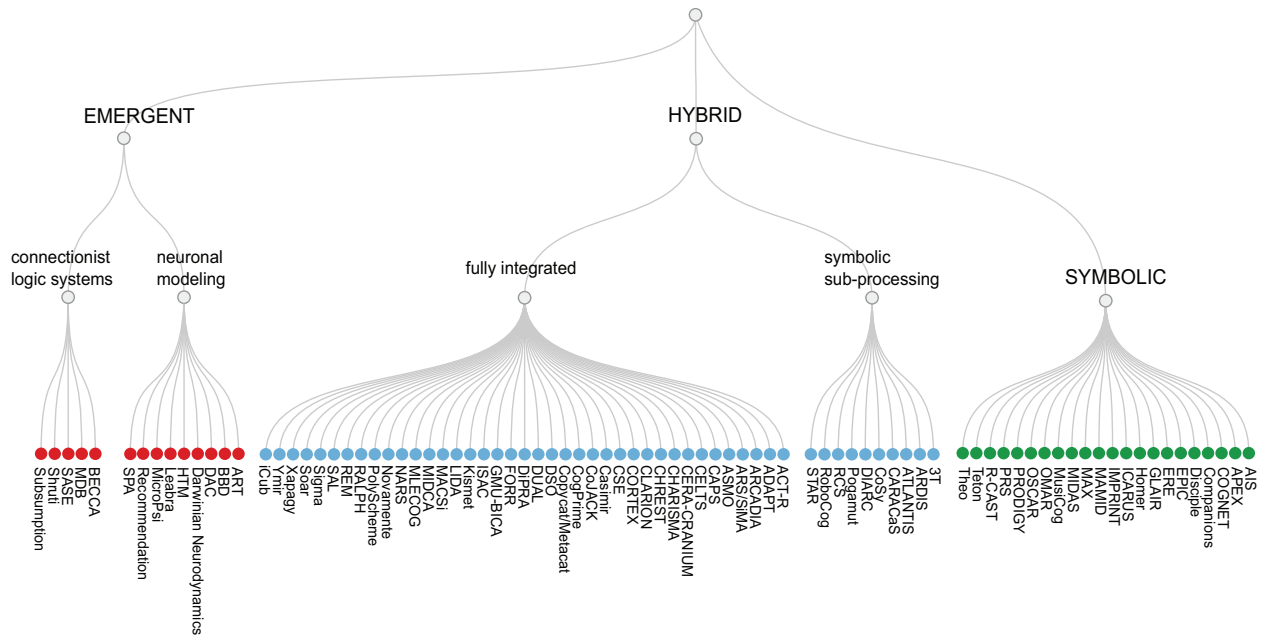 EMERGENT
HYBRID
connectionist
logic systems
neuronal
modeling
fully integrated
symbolic
sub-processing
SYMBOLIC
Subsumption
Shruti
SASE
MDB
BECCA
SPA
Recommendation
MicroPsi
Leabra
HTM
Darwinian Neurodynamics
DAC
BBD
ART
iCub
Ymir
Xapagy
Soar
Sigma
SAL
REM
RALPH
PolyScheme
Novamente
NARS
MLECOG
MIDCA
MACSi
LIDA
Kismet
ISAC
GMU-BICA
FORR
DiPRA
DUAL
DSO
Copycat/Metacat
CogPrime
CoJACK
Casimir
CSE
CORTEX
CLARION
CHREST
CHARISMA
CERA-CRANIUM
CELTS
CAPS
ASMO
ARS/SIMA
ARCADIA
ADAPT
ACT-R
STAR
RoboCog
RCS
Pogamut
DIARC
CoSy
CARACaS
ATLANTIS
ARDIS
3T
Theo
Teton
R-CAST
PRS
PRODIGY
OSCAR
OMAR
MusiCog
MIDAS
MAX
MAMID
IMPRINT
ICARUS
Homer
GLAIR
ERE
EPIC
Disciple
Companions
COGNET
APEX
AIS